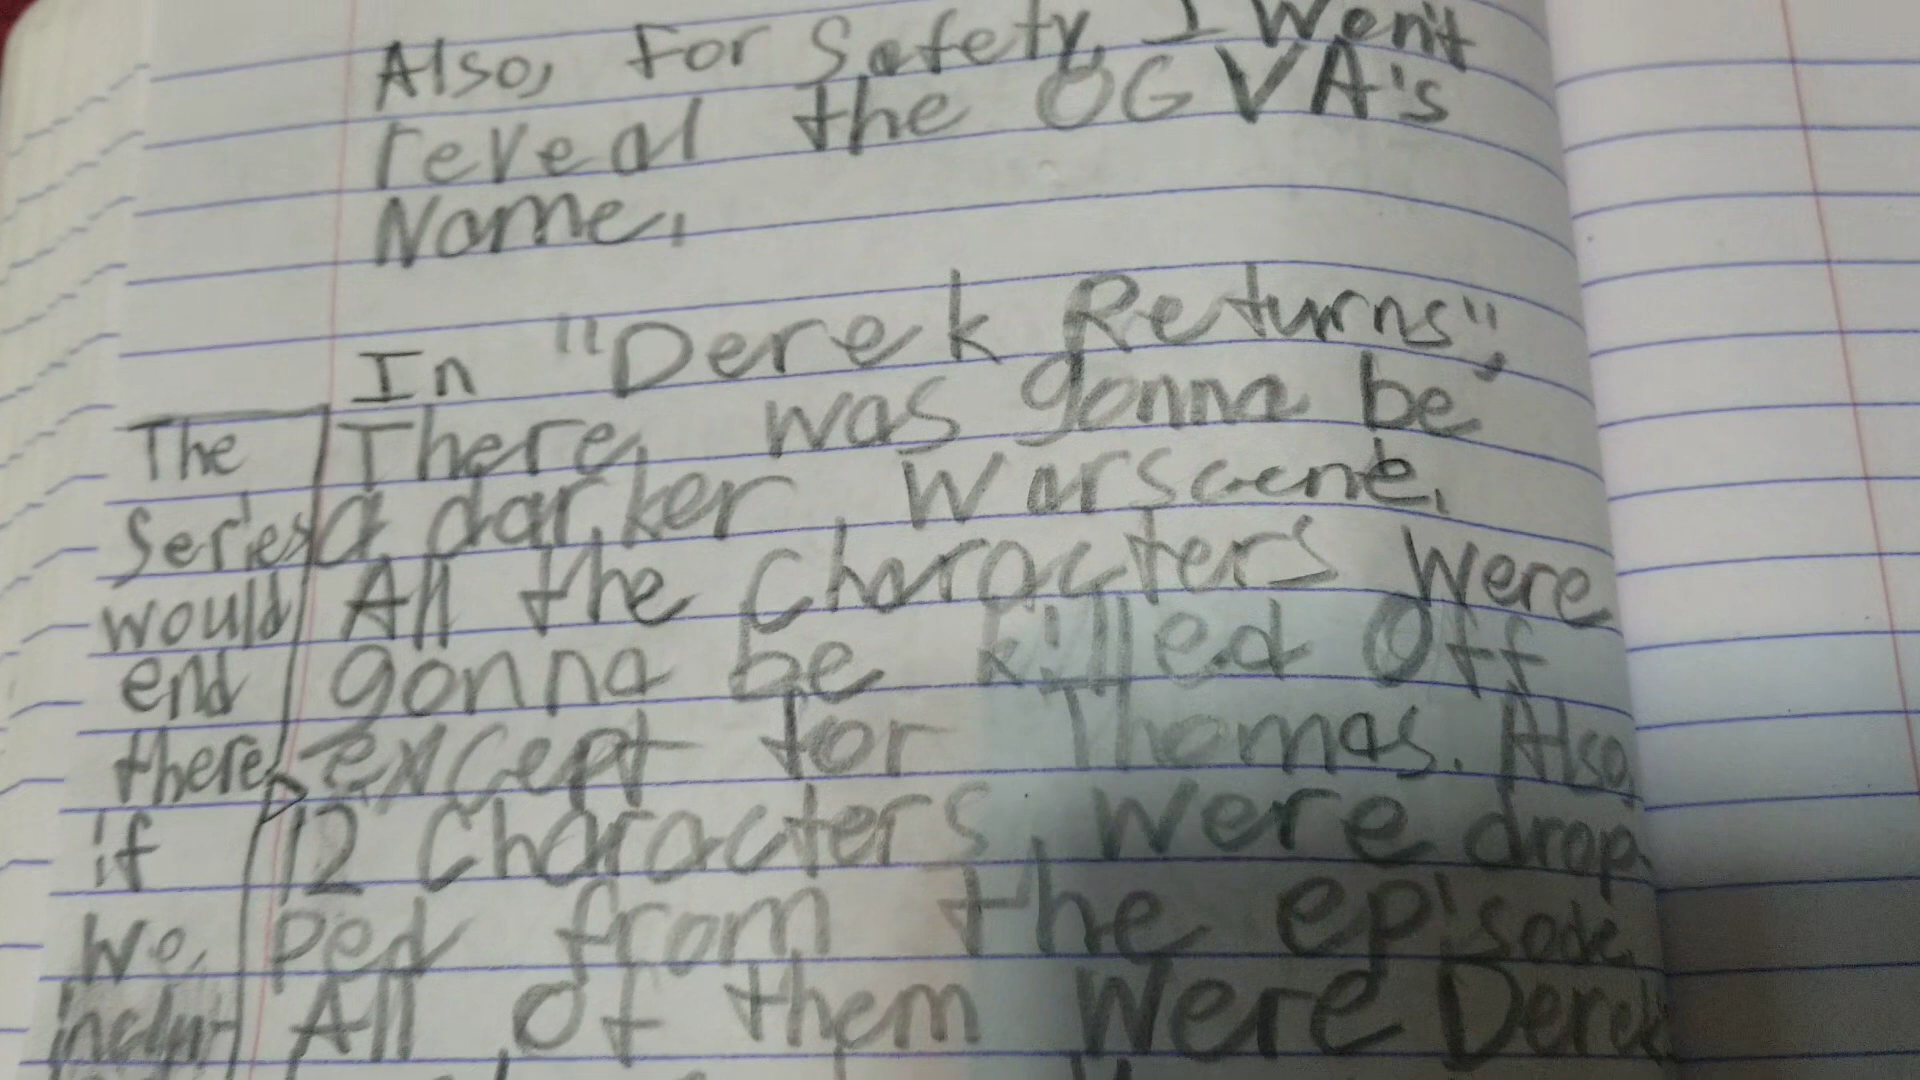 Also, For Safety, I Won't
reveal the OG VA's
Name.
In "Derek Returns",
There was gonna be
a darker warscene.
All the characters were
gonna be killed off
except for Thomas. Also,
12 Characters were drop-
ped from the episode.
All of them were Derek
The
Series
would
end
there,
if
we